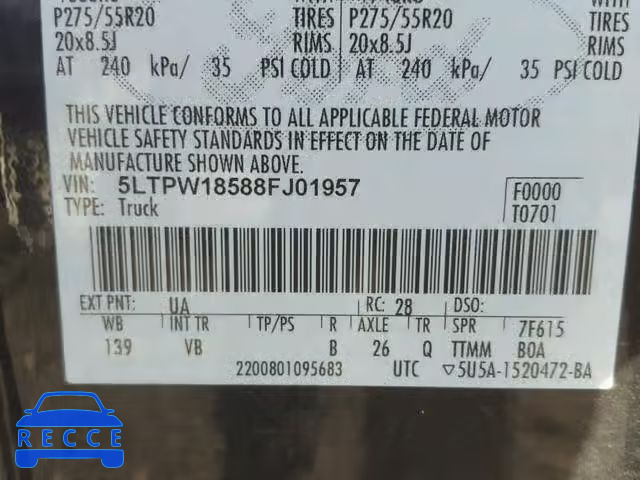 P275/55R20 TIRES P275/55R20 TIRES
20x8.5J RIMS 20x8.5J RIMS
AT 240 kPa/ 35 PSI COLD AT 240 kPa/ 35 PSI COLD
THIS VEHICLE CONFORMS TO ALL APPLICABLE FEDERAL MOTOR
VEHICLE SAFETY STANDARDS IN EFFECT ON THE DATE OF
MANUFACTURE SHOWN ABOVE.
VIN: 5LTPW18588FJ01957 F0000
TYPE: Truck T0701
EXT PNT: UA RC: 28 DSO:
WB INT TR TP/PS R AXLE TR SPR 7F615
139 VB B 26 Q TTMM BOA
2200801095683 UTC ▽5U5A-1520472-BA
RECCE